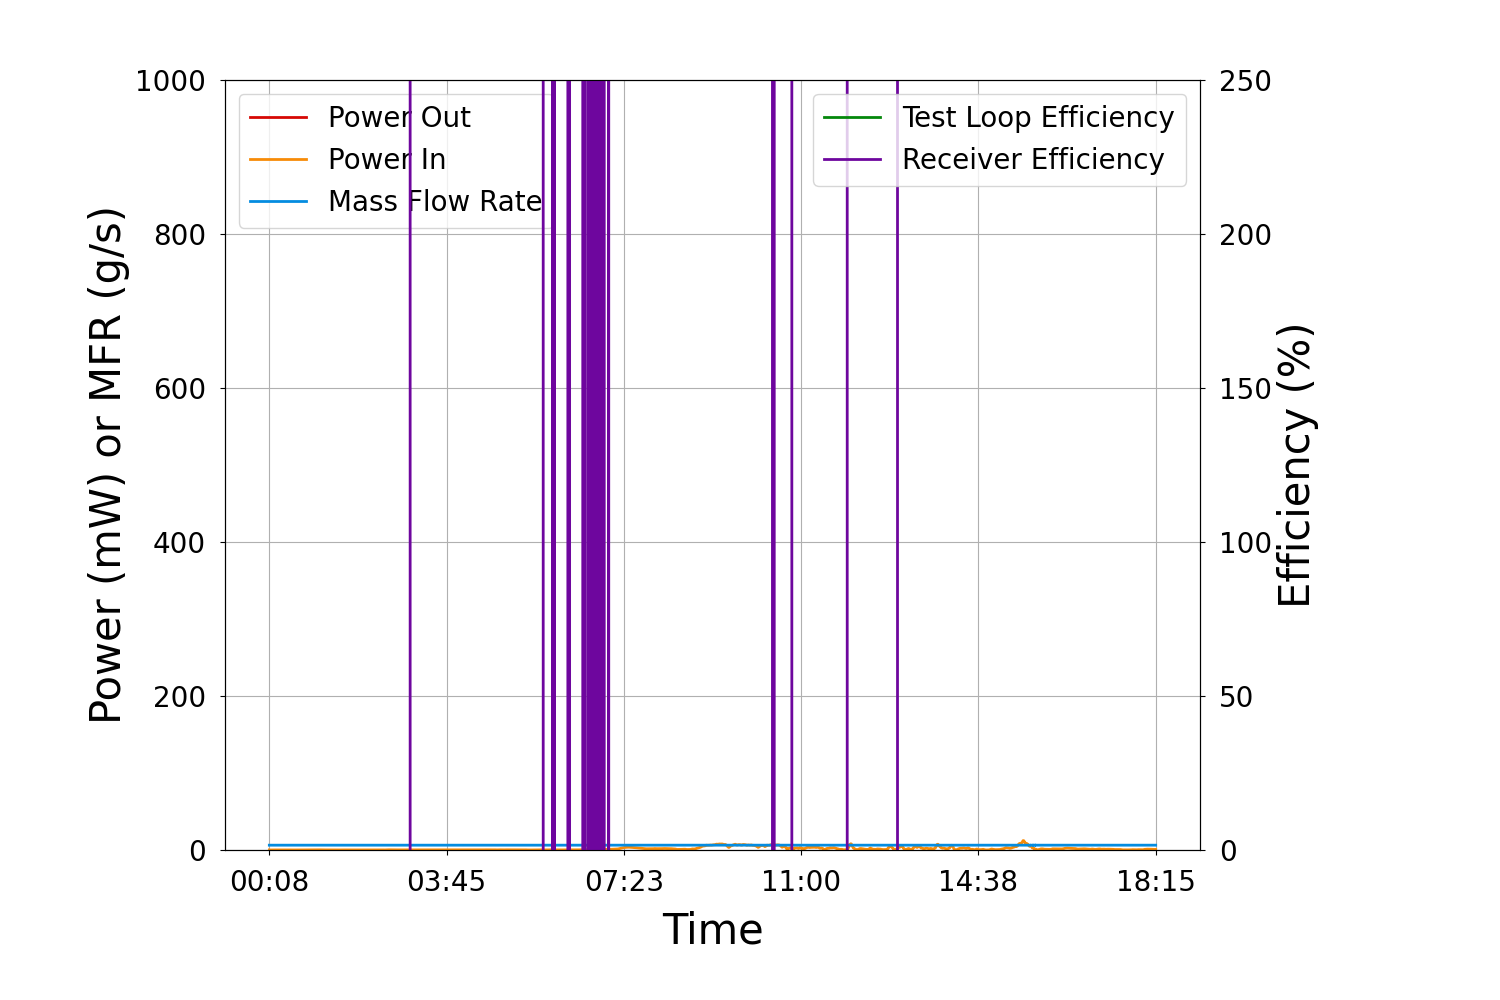 1000
800
600
400
200
0
Power (mW) or MFR (g/s)
Power Out
Power In
Mass Flow Rate
Test Loop Efficiency
Receiver Efficiency
250
200
150
100
50
0
Efficiency (%)
00:08 03:45 07:23 11:00 14:38 18:15
Time